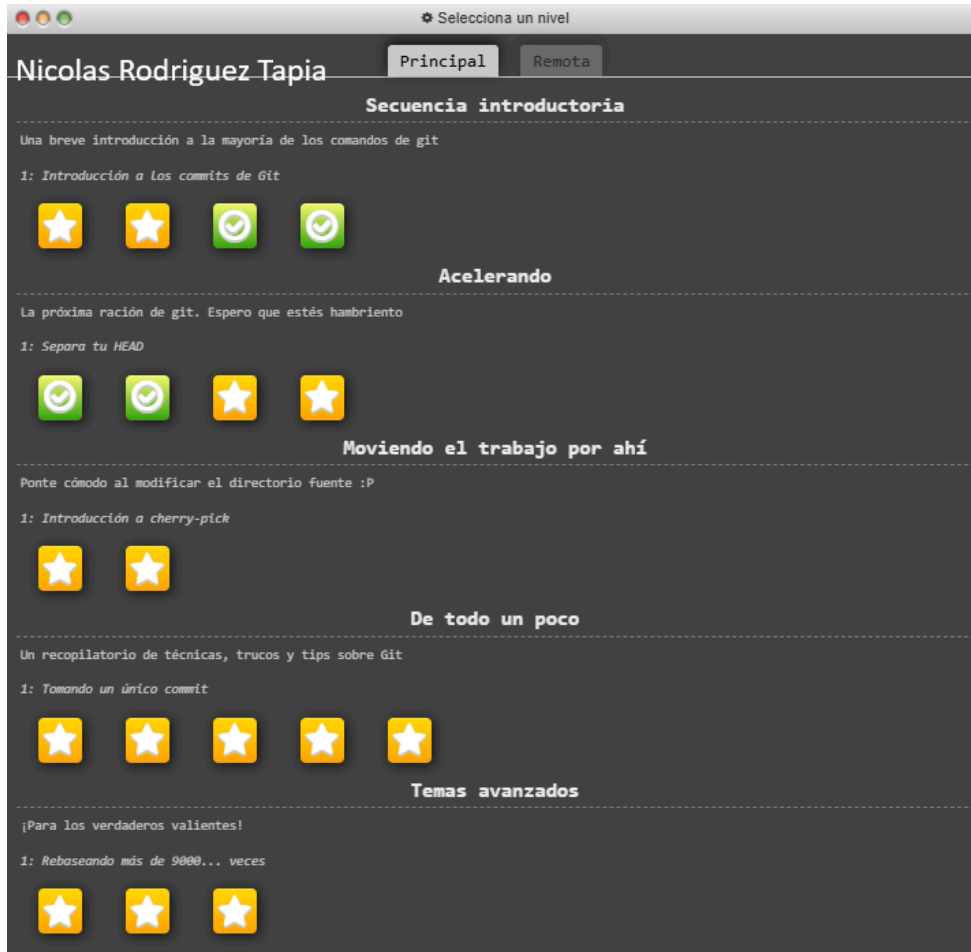 Selecciona un nivel
Nicolas Rodriguez Tapia
Principal
Remota
Secuencia introductoria
Una breve introducción a la mayoría de los comandos de git
1: Introducción a los commits de Git
Acelerando
La próxima ración de git. Espero que estés hambriento
1: Separa tu HEAD
Moviendo el trabajo por ahí
Ponte cómodo al modificar el directorio fuente :P
1: Introducción a cherry-pick
De todo un poco
Un recopilatorio de técnicas, trucos y tips sobre Git
1: Tomando un único commit
Temas avanzados
¡Para los verdaderos valientes!
1: Rebaseando más de 9000... veces